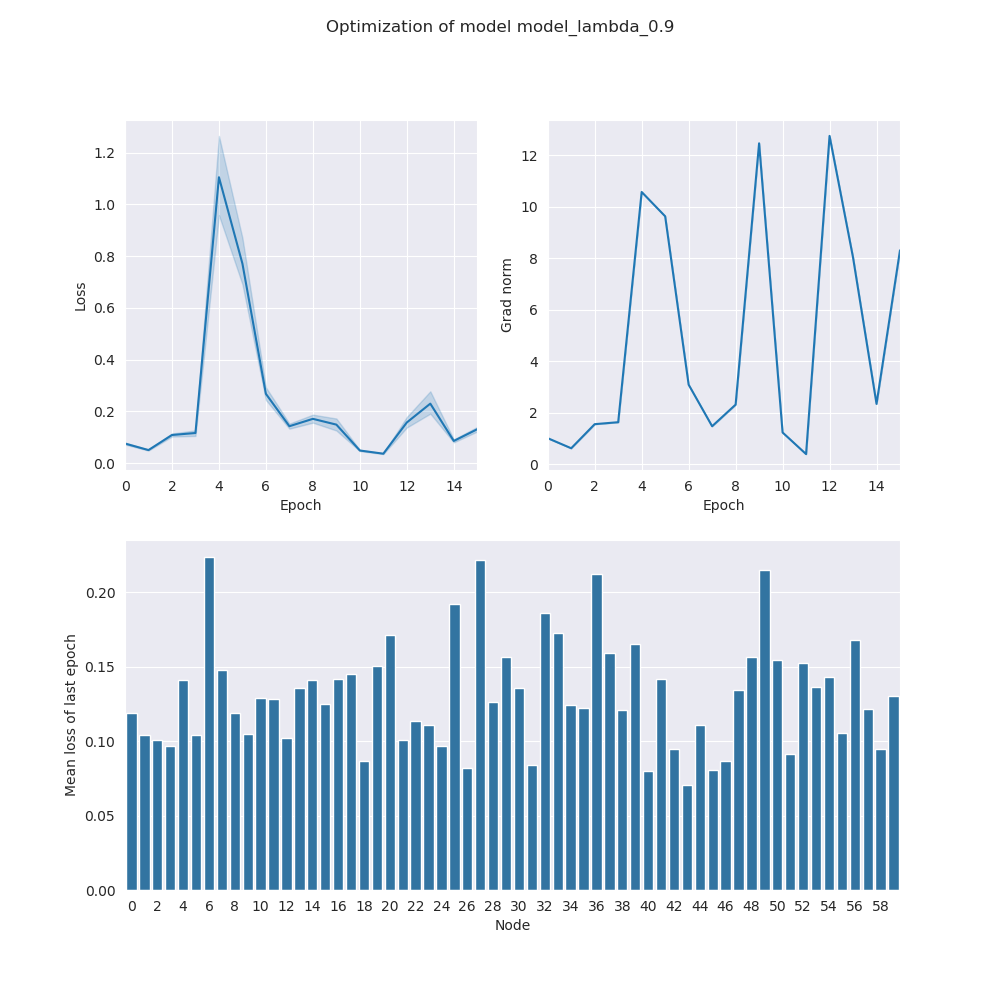 Optimization of model model_lambda_0.9
Loss
1.2
1.0
0.8
0.6
0.4
0.2
0.0
0 2 4 6 8 10 12 14
Epoch
Grad norm
12
10
8
6
4
2
0
0 2 4 6 8 10 12 14
Epoch
Mean loss of last epoch
0.20
0.15
0.10
0.05
0.00
0 2 4 6 8 10 12 14 16 18 20 22 24 26 28 30 32 34 36 38 40 42 44 46 48 50 52 54 56 58
Node